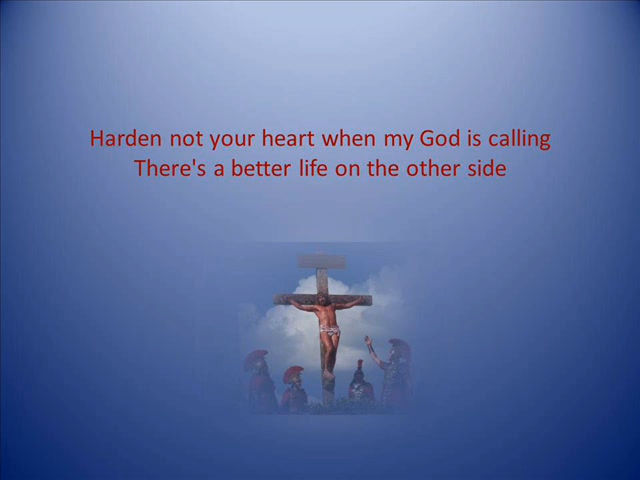 Harden not your heart when my God is calling
There's a better life on the other side